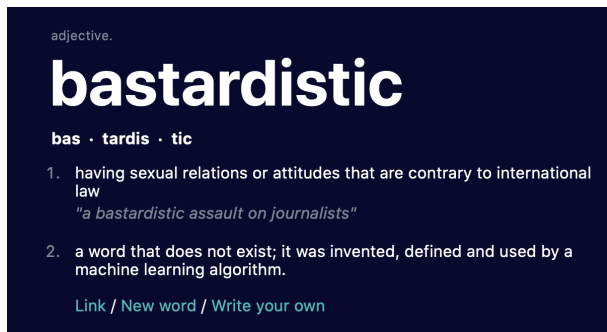 adjective.
bastardistic
bas · tardis · tic
1. having sexual relations or attitudes that are contrary to international
law
"a bastardistic assault on journalists"
2. a word that does not exist; it was invented, defined and used by a
machine learning algorithm.
Link / New word / Write your own